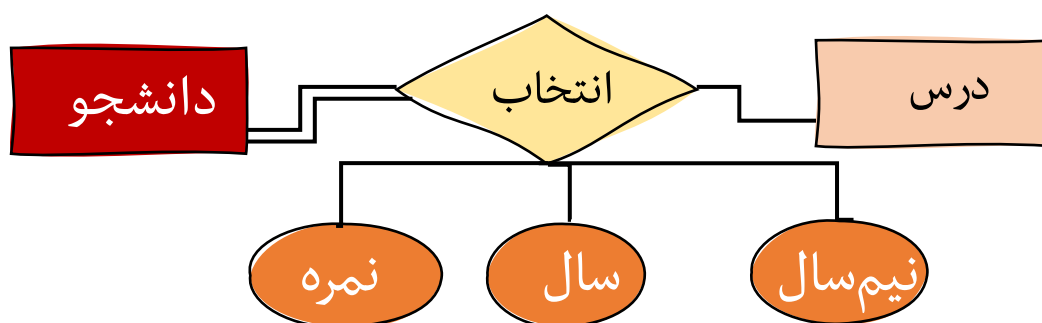 درس
انتخاب
دانشجو
نیم‌سال
سال
نمره